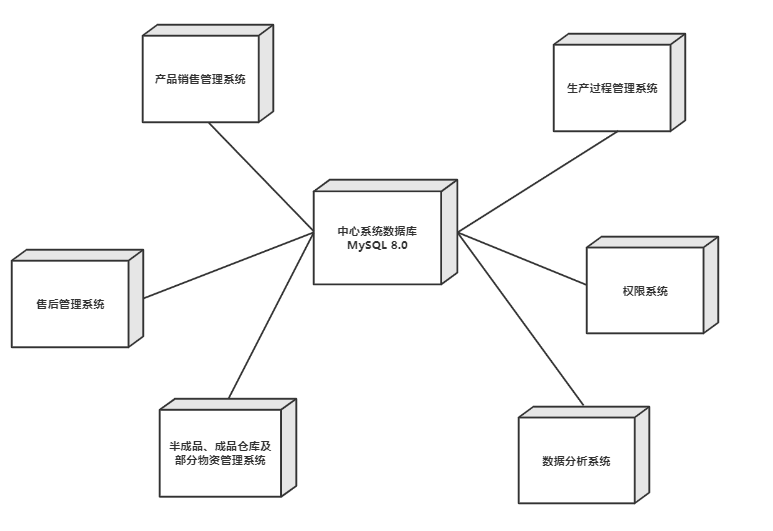 产品销售管理系统
生产过程管理系统
中心系统数据库
MySQL 8.0
售后管理系统
权限系统
半成品、成品仓库及
部分物资管理系统
数据分析系统